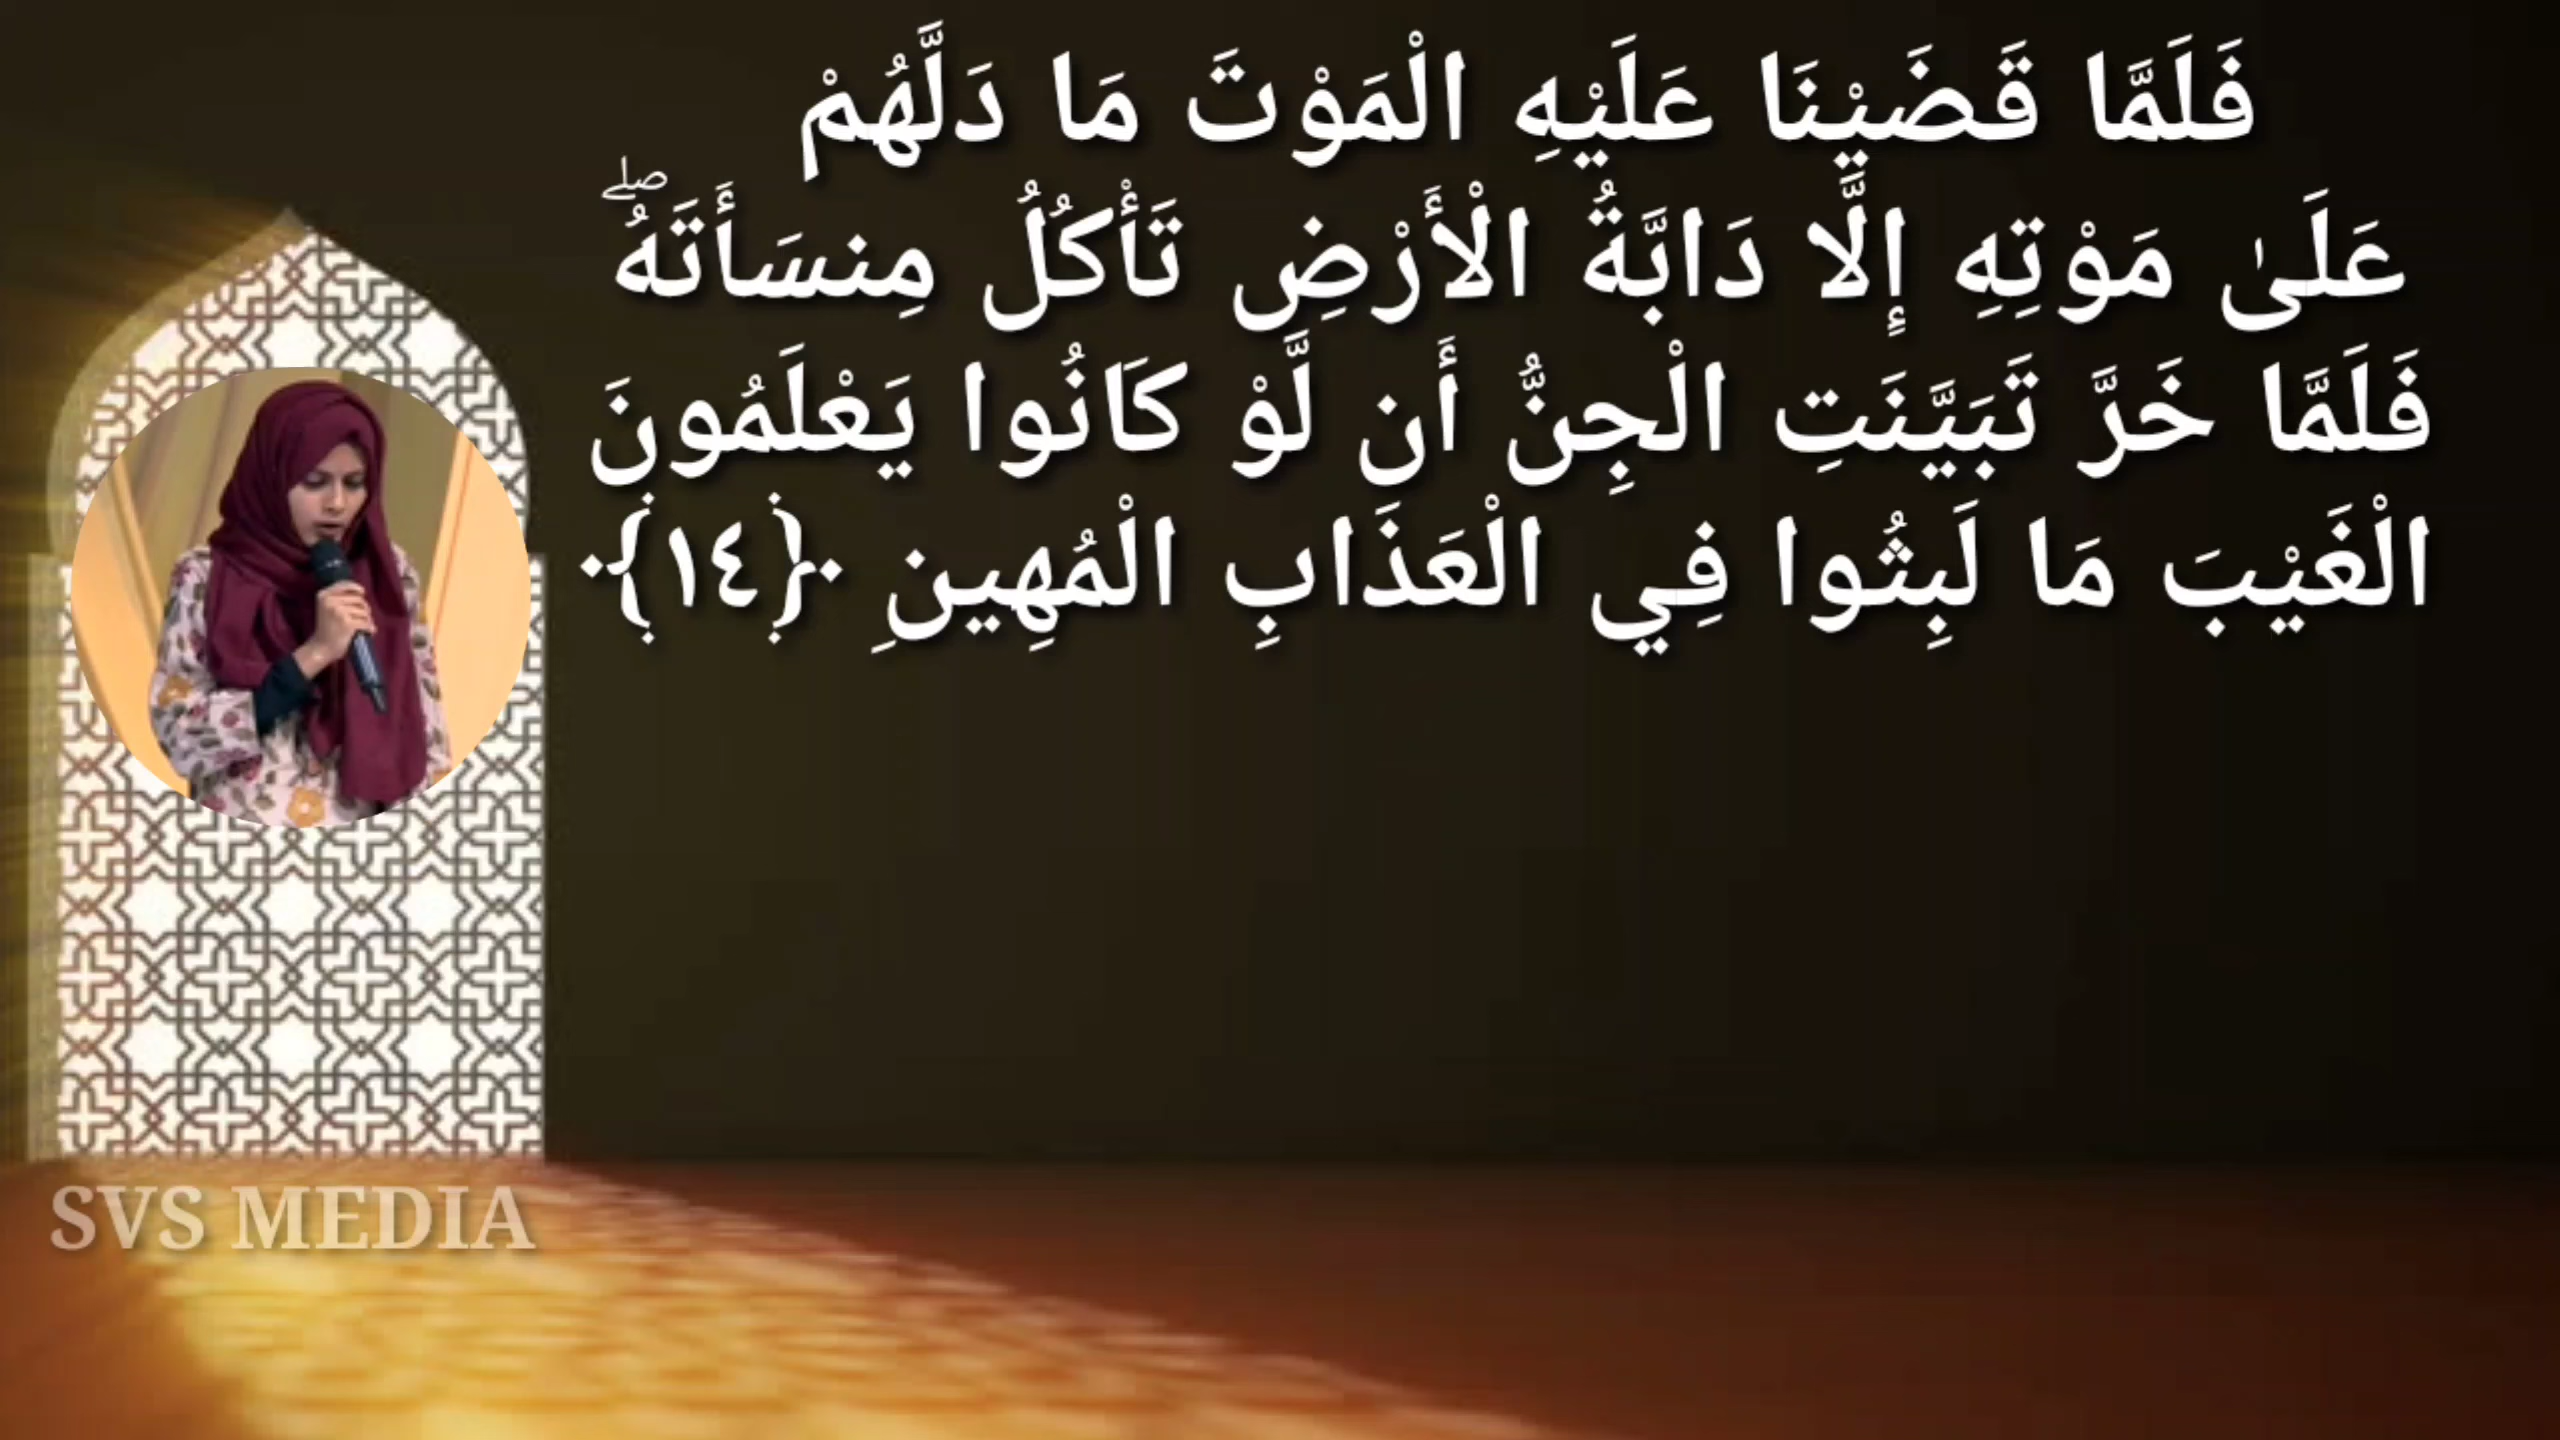 فَلَمَّا قَضَيْنَا عَلَيْهِ الْمَوْتَ مَا دَلَّهُمْ
عَلَىٰ مَوْتِهِ إِلَّا دَابَّةُ الْأَرْضِ تَأْكُلُ مِنسَأَتَهُ ۖ
فَلَمَّا خَرَّ تَبَيَّنَتِ الْجِنُّ أَن لَّوْ كَانُوا يَعْلَمُونَ
الْغَيْبَ مَا لَبِثُوا فِي الْعَذَابِ الْمُهِينِ ﴿١٤﴾
SVS MEDIA